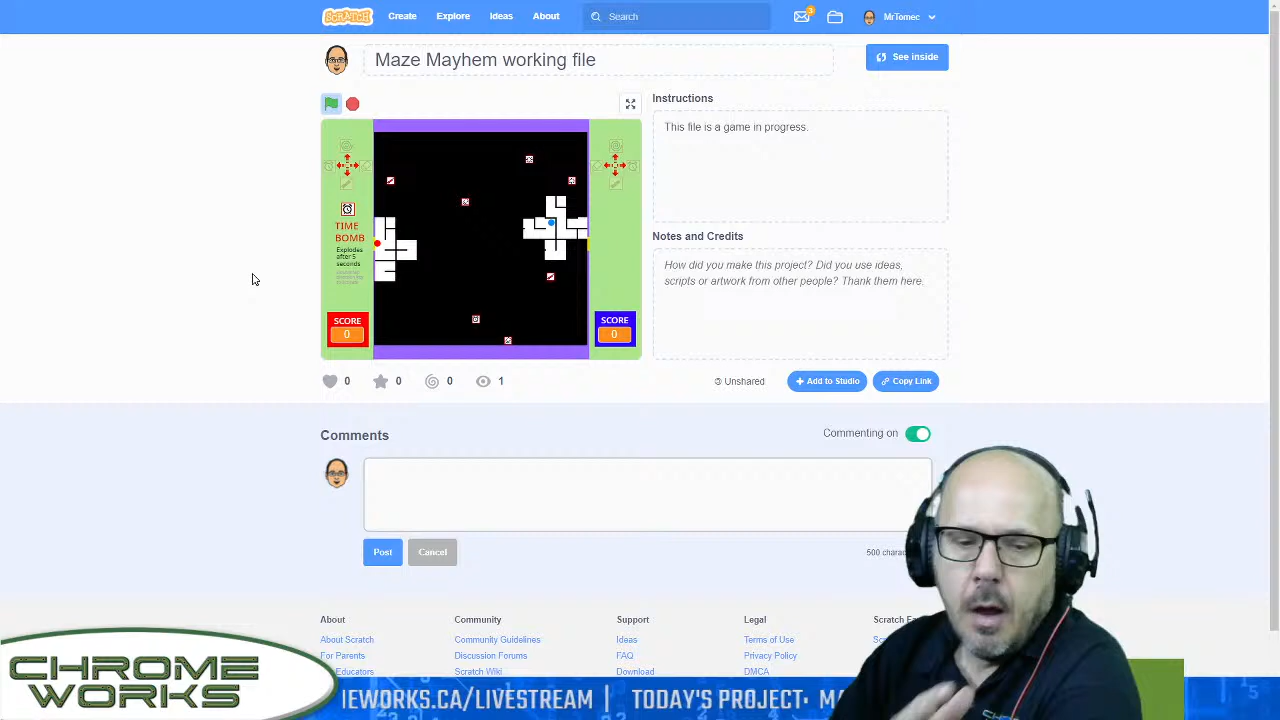 SCRATCH Create Explore Ideas About Search 3 MrTomec
Maze Mayhem working file
See inside
Instructions
This file is a game in progress.
TIME
BOMB
Explodes
after 5
seconds
SCORE
0
SCORE
0
Notes and Credits
How did you make this project? Did you use ideas,
scripts or artwork from other people? Thank them here.
0 0 0 1
Unshared
Add to Studio
Copy Link
Comments
Commenting on
Post Cancel
500
About Community Support Legal Scratch
About Scratch Community Guidelines Ideas Terms of Use
For Parents Discussion Forums FAQ Privacy Policy
Educators Scratch Wiki Download DMCA
CHROME
WORKS
IEWORKS.CA/LIVESTREAM | TODAY'S PROJECT: